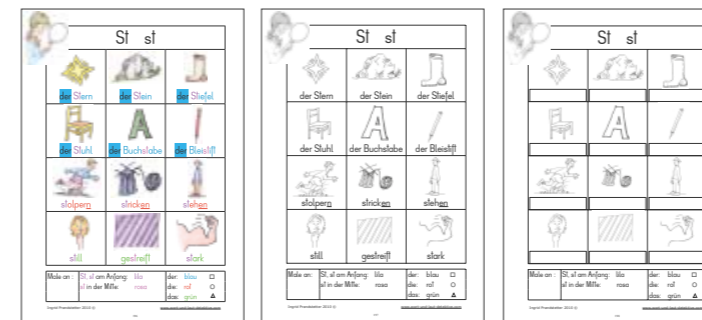 St st
der Stern der Stein der Stiefel
der Stuhl der Buchstabe der Bleistift
stolpern stricken stehen
still gestreift stark
Male an : St, st am Anfang: lila der: blau
st in der Mitte: rosa die: rot
das: grün
St st
der Stern der Stein der Stiefel
der Stuhl der Buchstabe der Bleistift
stolpern stricken stehen
still gestreift stark
Male an : St, st am Anfang: lila der: blau
st in der Mitte: rosa die: rot
das: grün
St st
Male an : St, st am Anfang: lila der: blau
st in der Mitte: rosa die: rot
das: grün